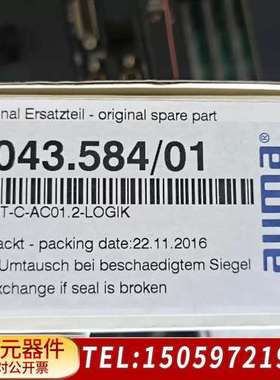 nal Ersatzteil - original spare part
043.584/01
T-C-AC01.2-LOGIK
ackt - packing date:22.11.2016
Umtausch bei beschaedigtem Siegel
xchange if seal is broken
auma
元器件
对公开票
TEL:1505972195